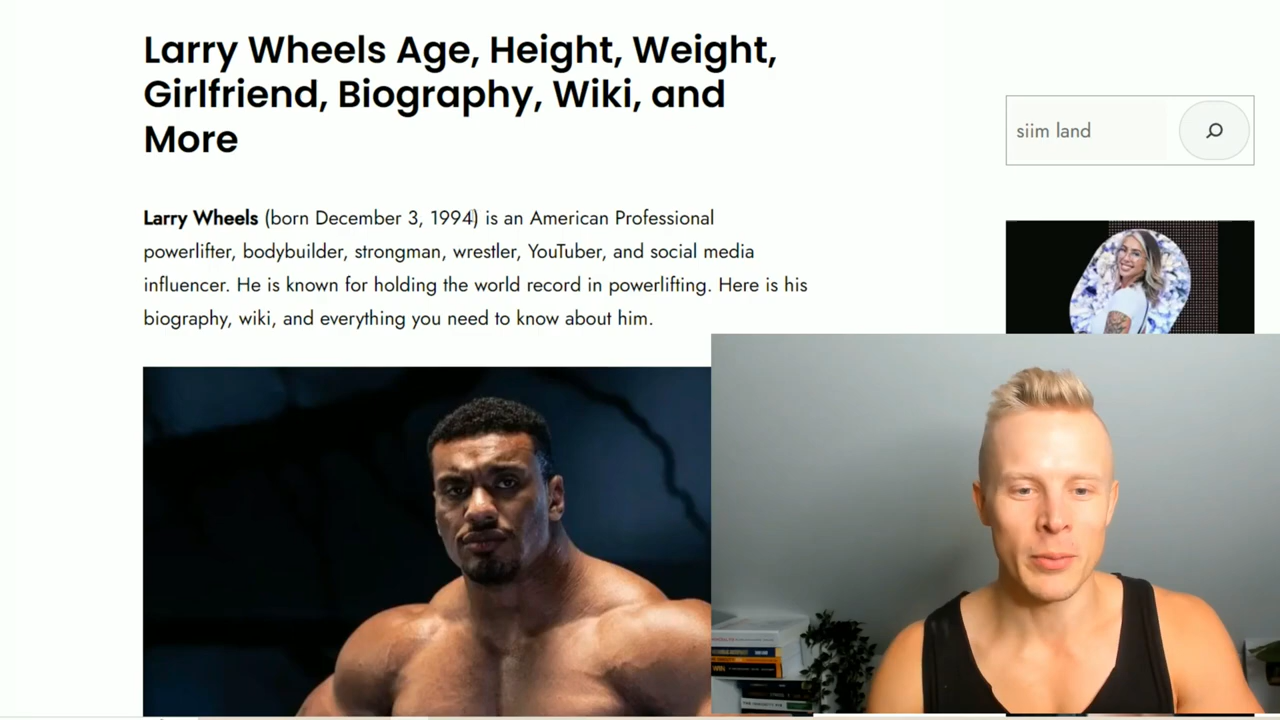 Larry Wheels Age, Height, Weight,
Girlfriend, Biography, Wiki, and
More
siim land
Larry Wheels (born December 3, 1994) is an American Professional
powerlifter, bodybuilder, strongman, wrestler, YouTuber, and social media
influencer. He is known for holding the world record in powerlifting. Here is his
biography, wiki, and everything you need to know about him.
WIN